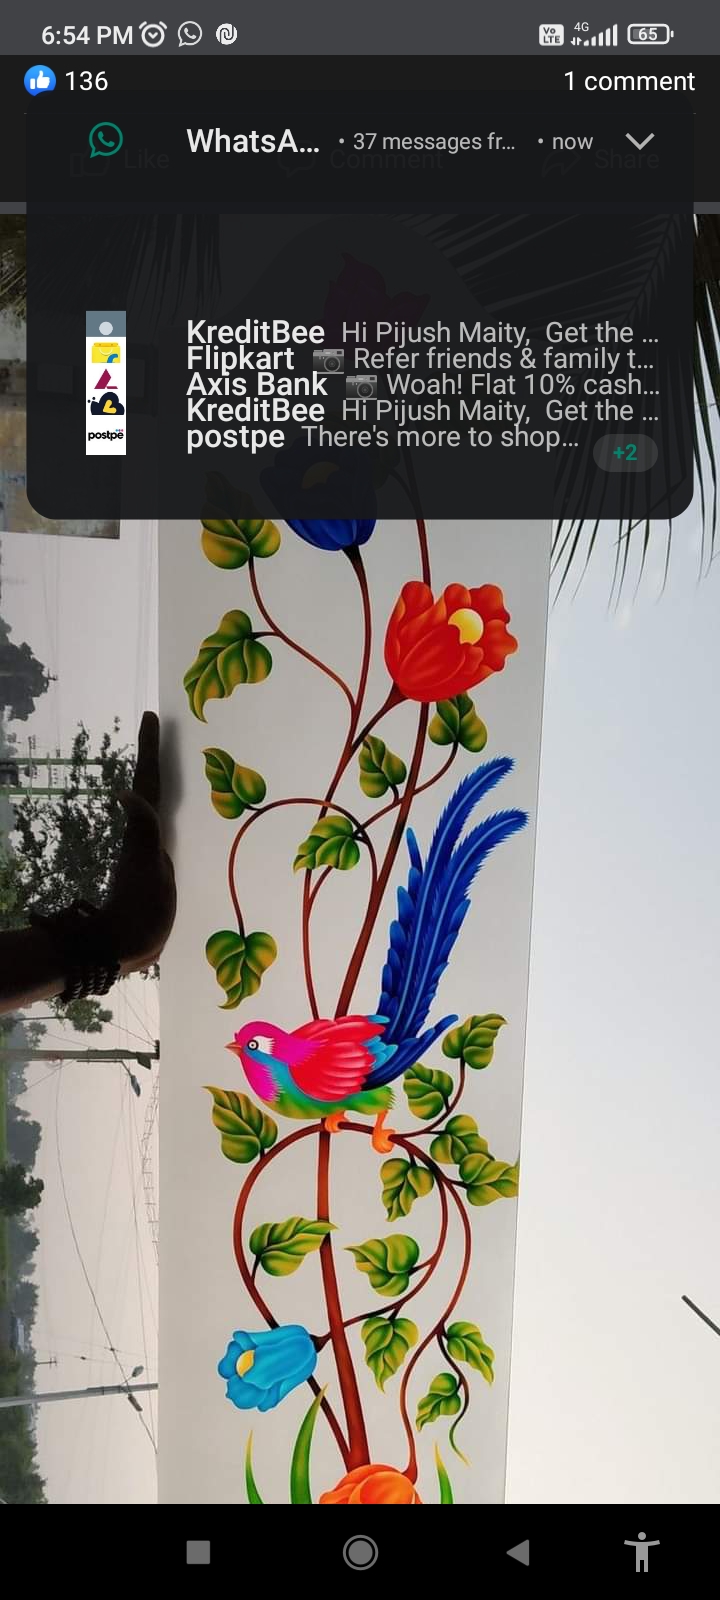 6:54 PM
Vo LTE 4G 65
136 1 comment
WhatsA... • 37 messages fr... • now
Like Comment Share
KreditBee Hi Pijush Maity, Get the ...
Flipkart 📷 Refer friends & family t...
Axis Bank 📷 Woah! Flat 10% cash...
KreditBee Hi Pijush Maity, Get the ...
postpe postpe There's more to shop...
+2